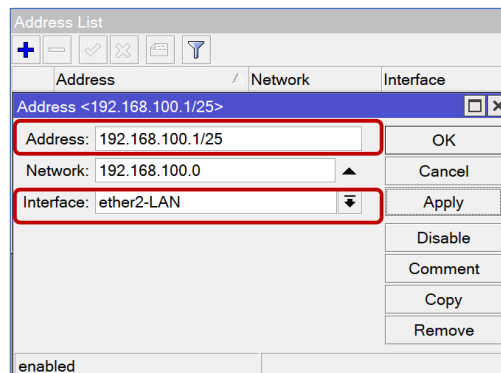 Address List
Address / Network Interface
Address <192.168.100.1/25>
Address: 192.168.100.1/25
OK
Network: 192.168.100.0
Cancel
Interface: ether2-LAN
Apply
Disable
Comment
Copy
Remove
enabled